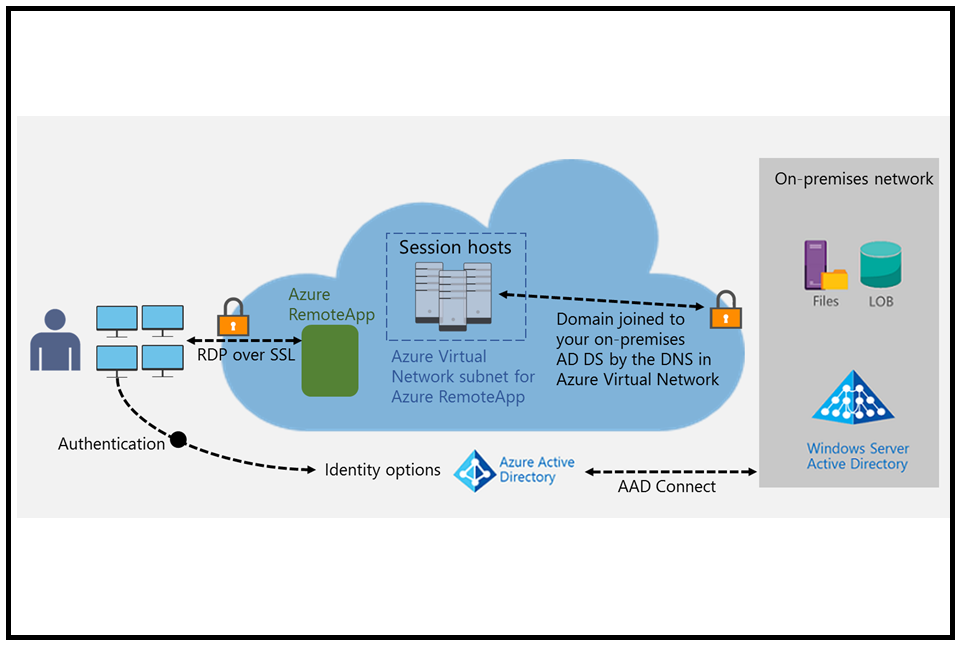 On-premises network
Session hosts
Files
LOB
Azure
RemoteApp
RDP over SSL
Domain joined to
your on-premises
AD DS by the DNS in
Azure Virtual Network
Azure Virtual
Network subnet for
Azure RemoteApp
Authentication
Identity options
Azure Active
Directory
AAD Connect
Windows Server
Active Directory